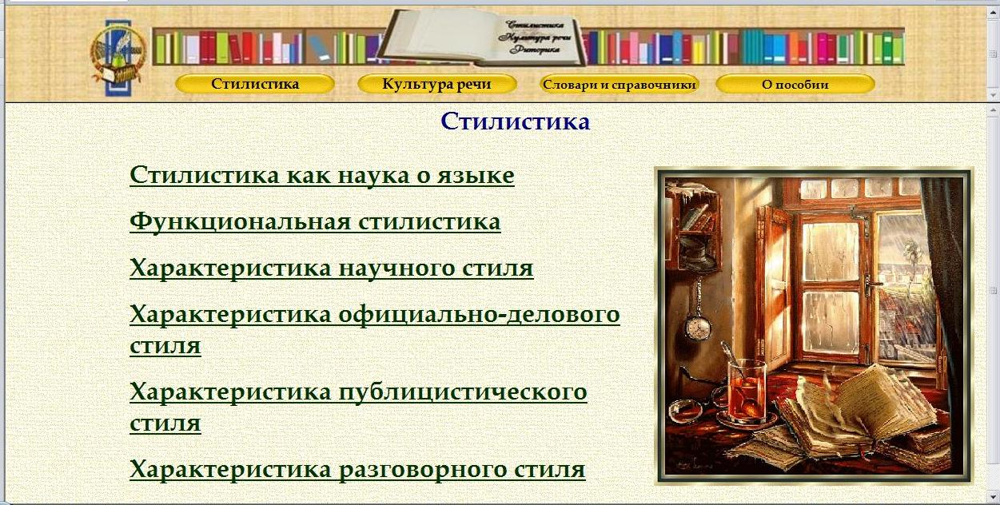 Стилистика
Культура речи
Риторика
Стилистика
Культура речи
Словари и справочники
О пособии
Стилистика
Стилистика как наука о языке
Функциональная стилистика
Характеристика научного стиля
Характеристика официально-делового
стиля
Характеристика публицистического
стиля
Характеристика разговорного стиля